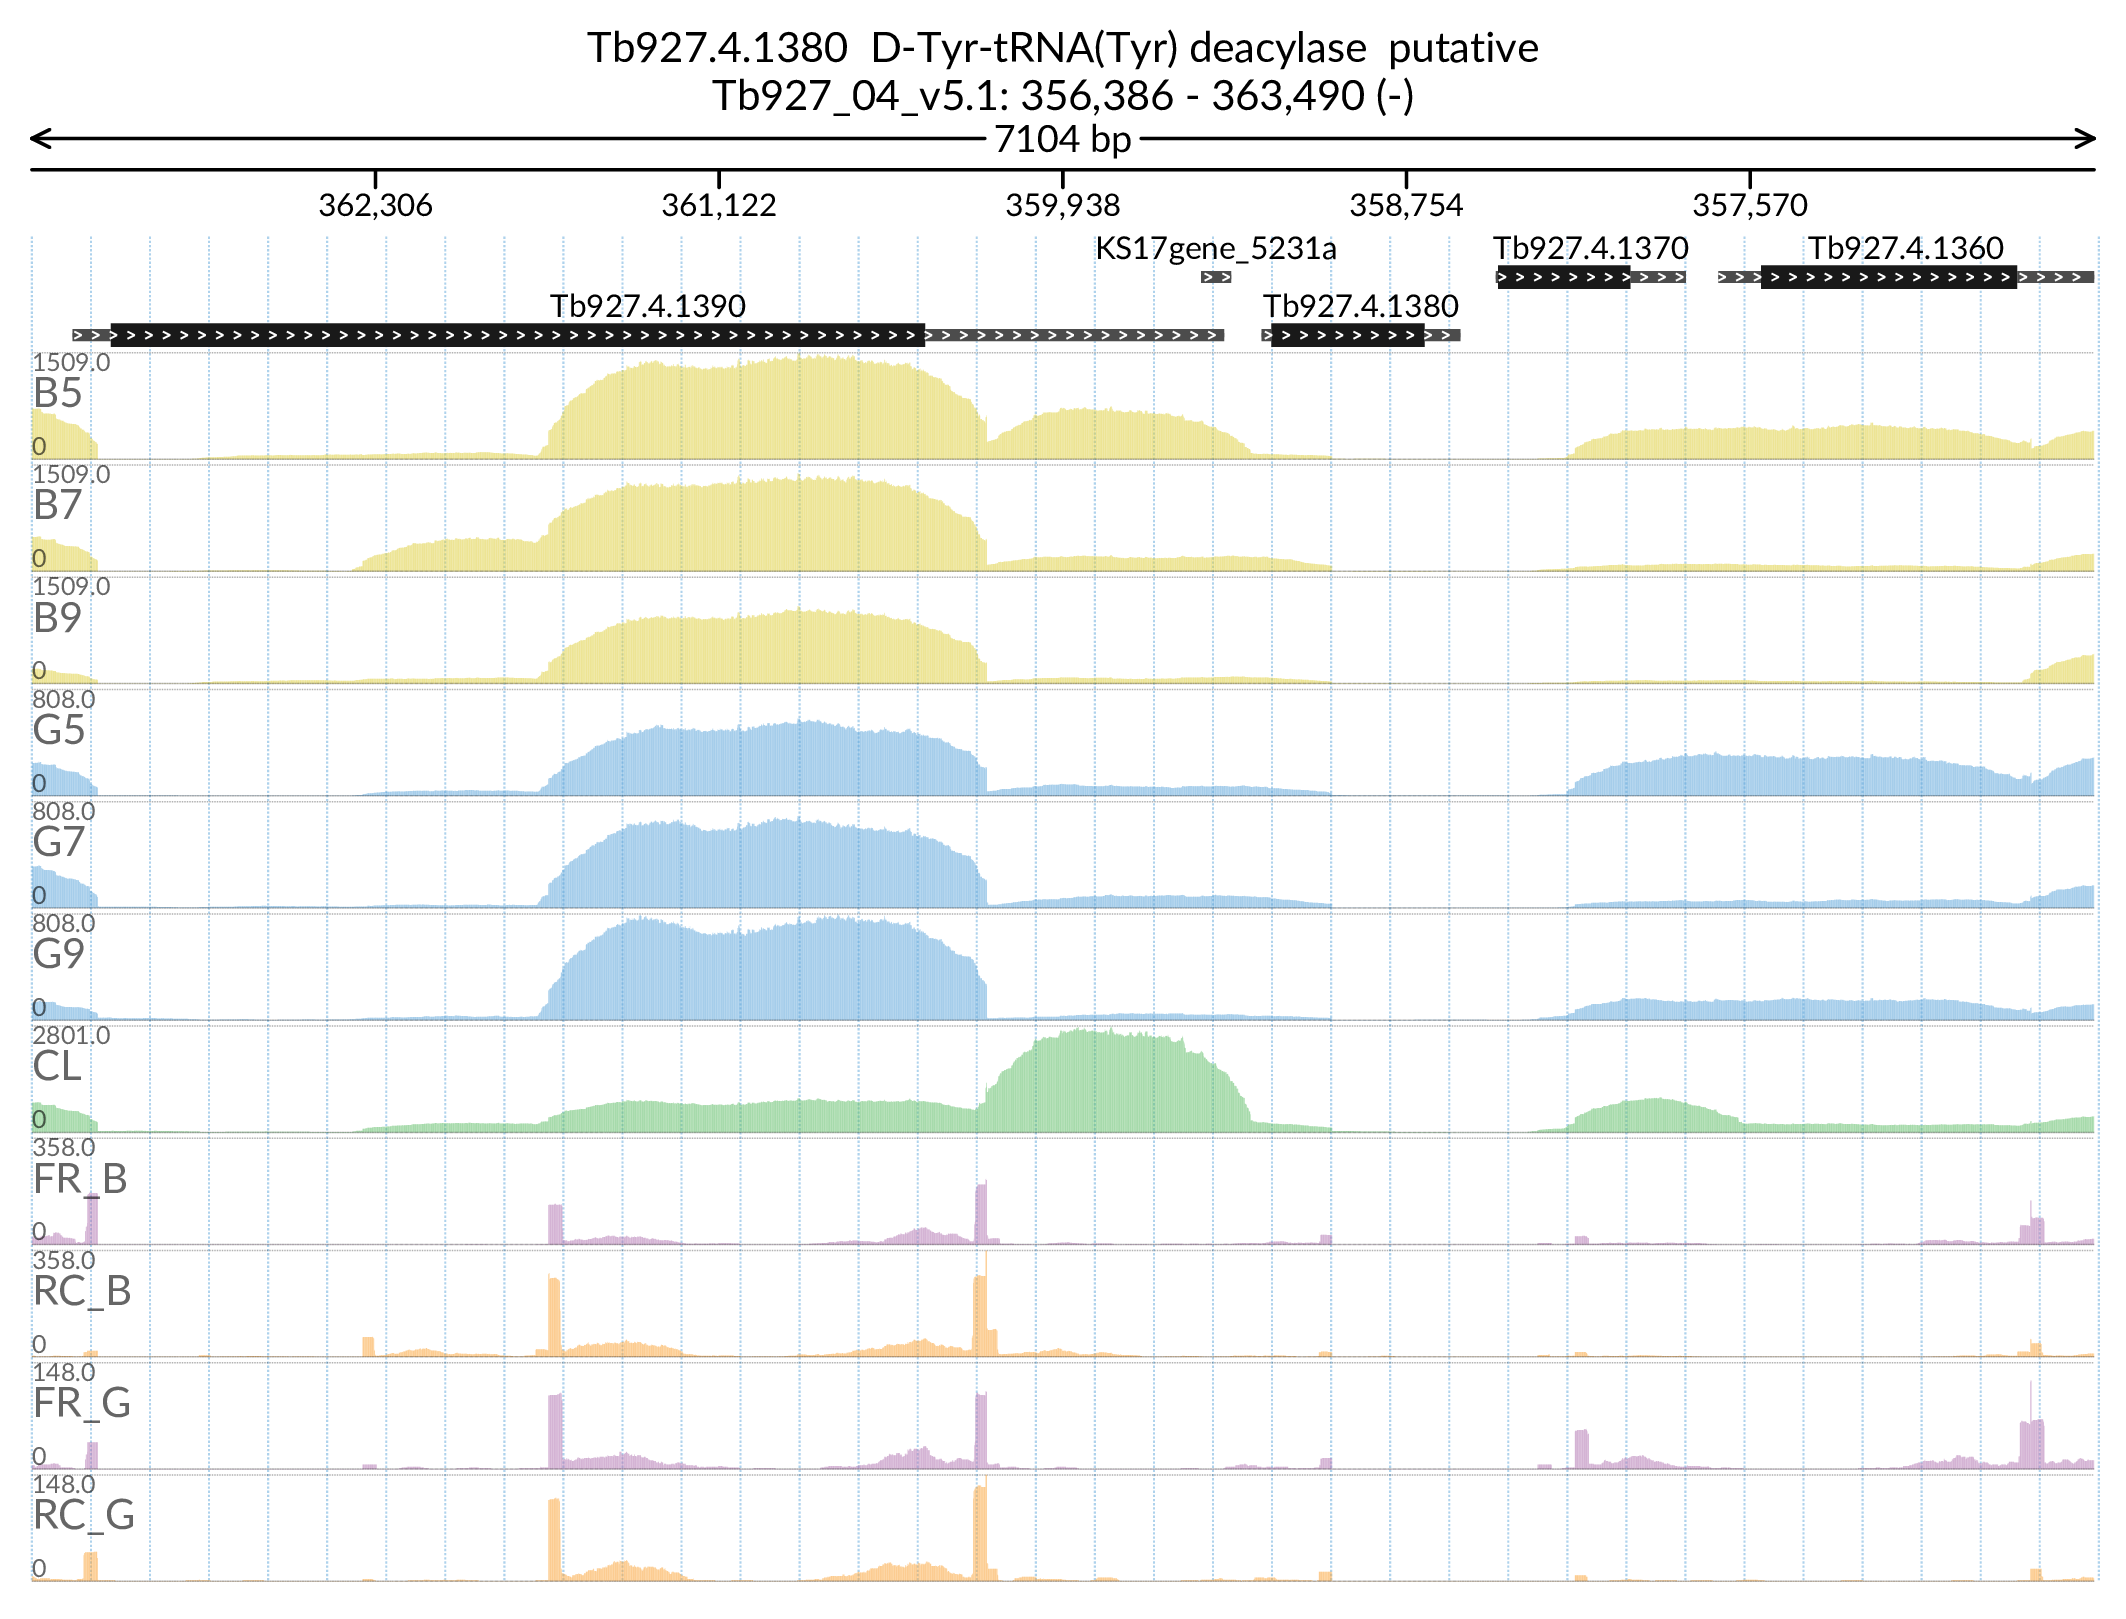 Tb927.4.1380  D-Tyr-tRNA(Tyr) deacylase  putative
Tb927_04_v5.1: 356,386 - 363,490 (-)
7104 bp
362,306 361,122 359,938 358,754 357,570
KS17gene_5231a Tb927.4.1370 Tb927.4.1360
Tb927.4.1390 Tb927.4.1380
1509.0
B5
0
1509.0
B7
0
1509.0
B9
0
808.0
G5
0
808.0
G7
0
808.0
G9
0
2801.0
CL
0
358.0
FR_B
0
358.0
RC_B
0
148.0
FR_G
0
148.0
RC_G
0